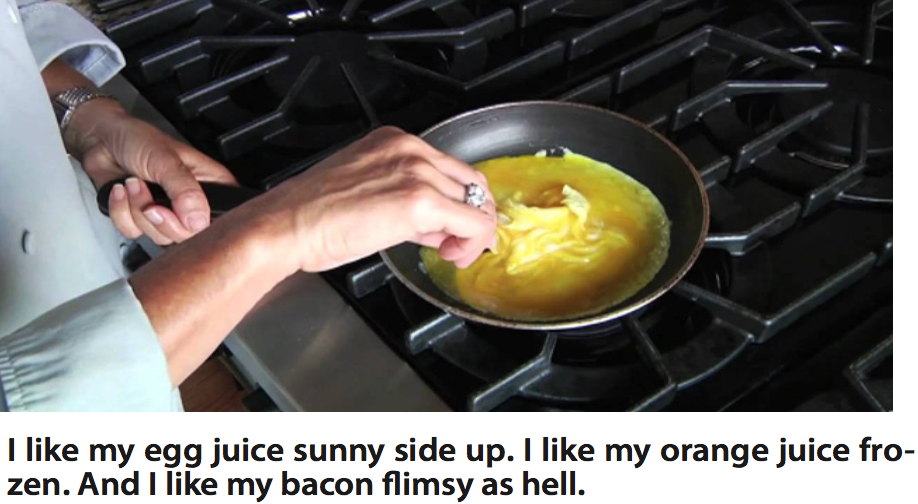 I like my egg juice sunny side up. I like my orange juice fro-
zen. And I like my bacon flimsy as hell.